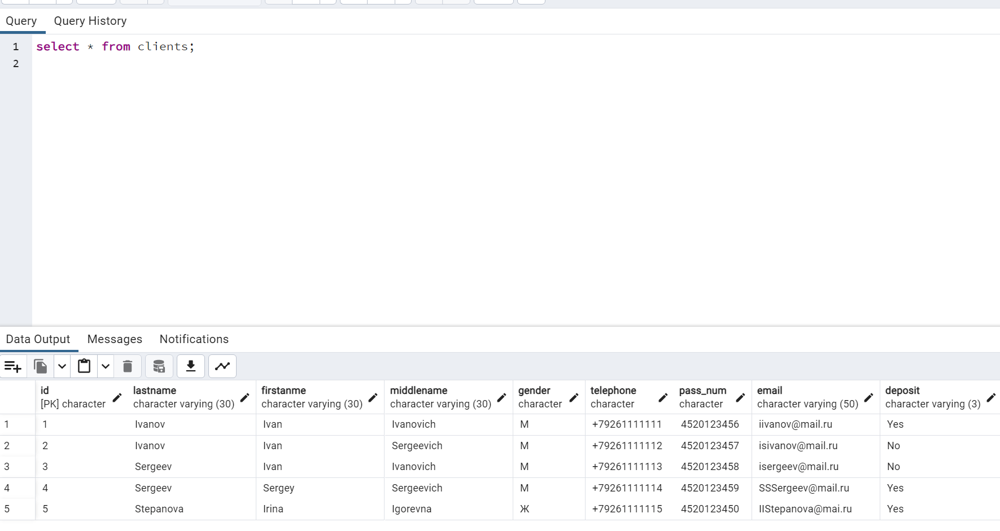 Query Query History
1 select * from clients;
2
Data Output Messages Notifications
id lastname firstanme middlename gender telephone pass_num email deposit
[PK] character character varying (30) character varying (30) character varying (30) character character character character varying (50) character varying (3)
1 1 Ivanov Ivan Ivanovich М +79261111111 4520123456 iivanov@mail.ru Yes
2 2 Ivanov Ivan Sergeevich М +79261111112 4520123457 isivanov@mail.ru No
3 3 Sergeev Ivan Ivanovich М +79261111113 4520123458 isergeev@mail.ru No
4 4 Sergeev Sergey Sergeevich М +79261111114 4520123459 SSSergeev@mail.ru Yes
5 5 Stepanova Irina Igorevna Ж +79261111115 4520123450 IIStepanova@mai.ru Yes